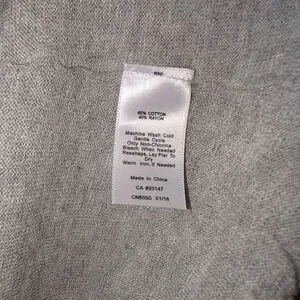 60% COTTON
40% RAYON
Machine Wash Cold
Gentle Cycle
Only Non-Chlorine
Bleach When If Needed
Reshape, Lay Flat To
Dry
Warm Iron, If Needed
Made In China
CA #23147
01/16